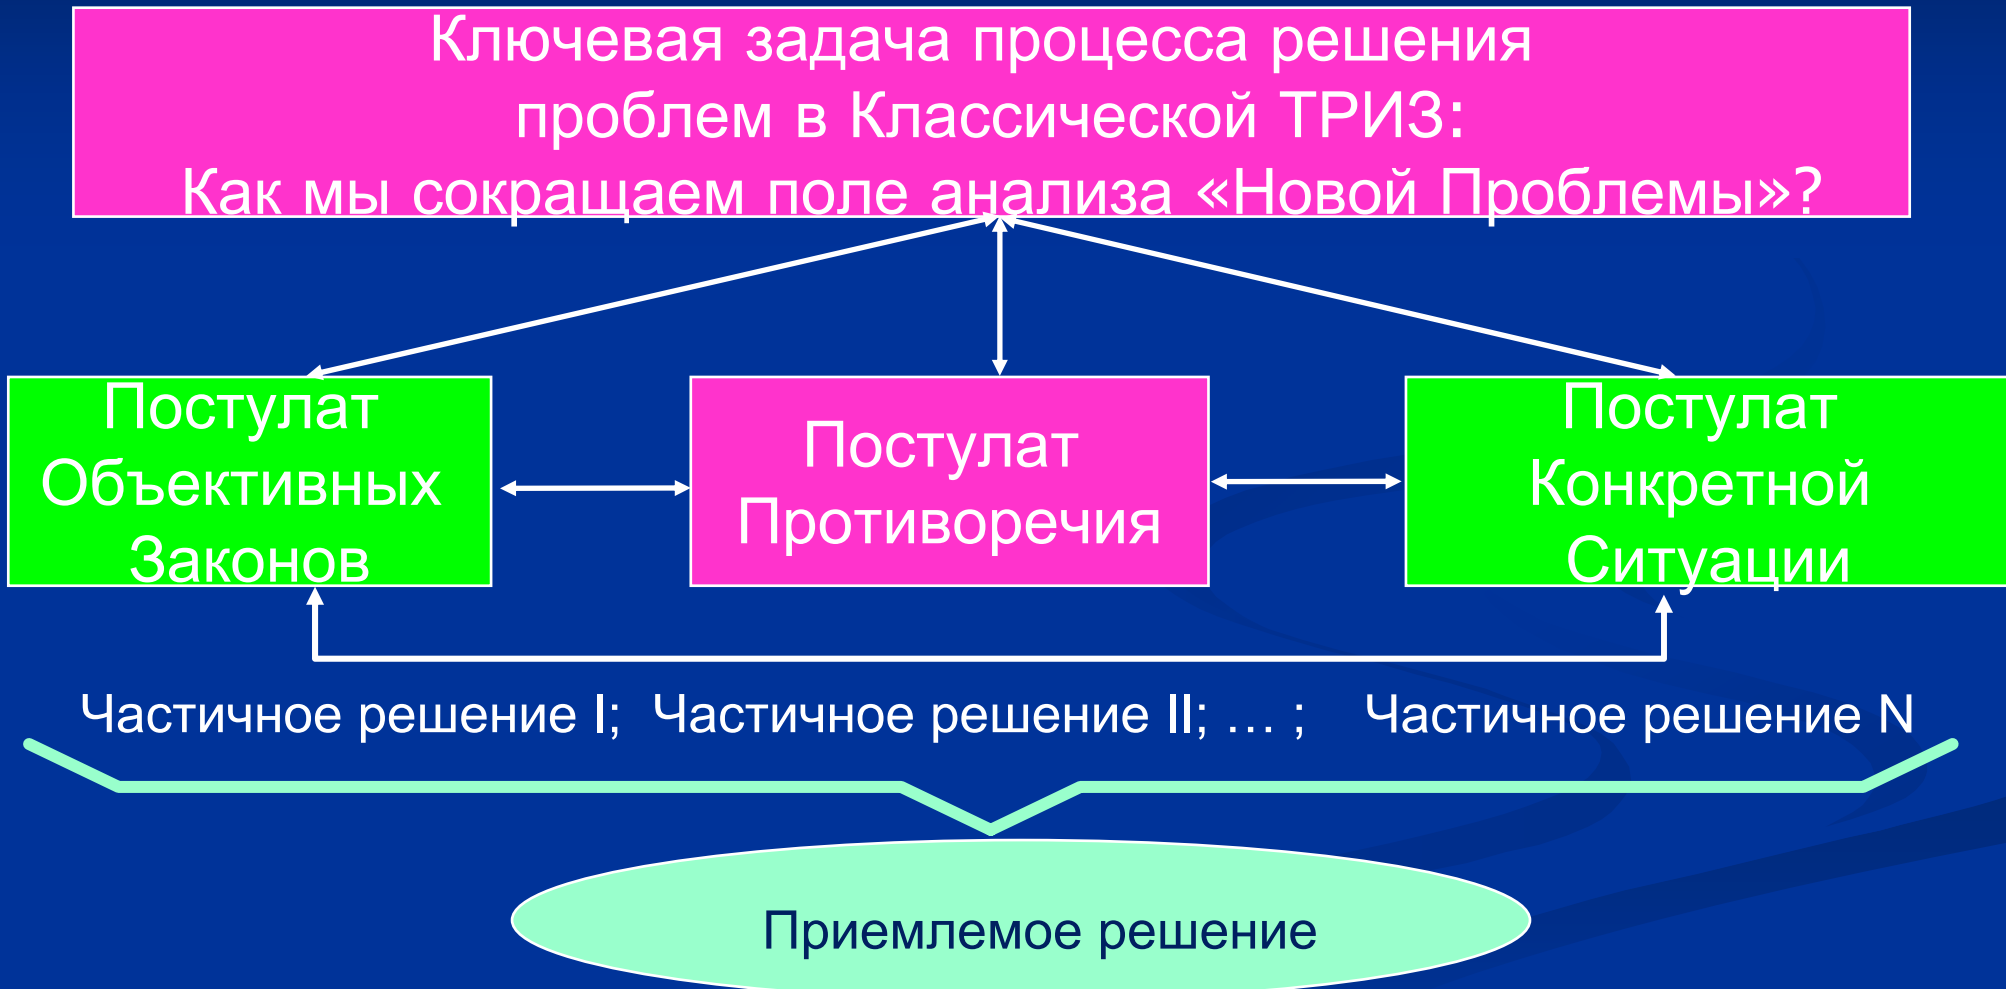 Ключевая задача процесса решения
проблем в Классической ТРИЗ:
Как мы сокращаем поле анализа «Новой Проблемы»?
Постулат
Объективных
Законов
Постулат
Противоречия
Постулат
Конкретной
Ситуации
Частичное решение I; Частичное решение II; … ; Частичное решение N
Приемлемое решение